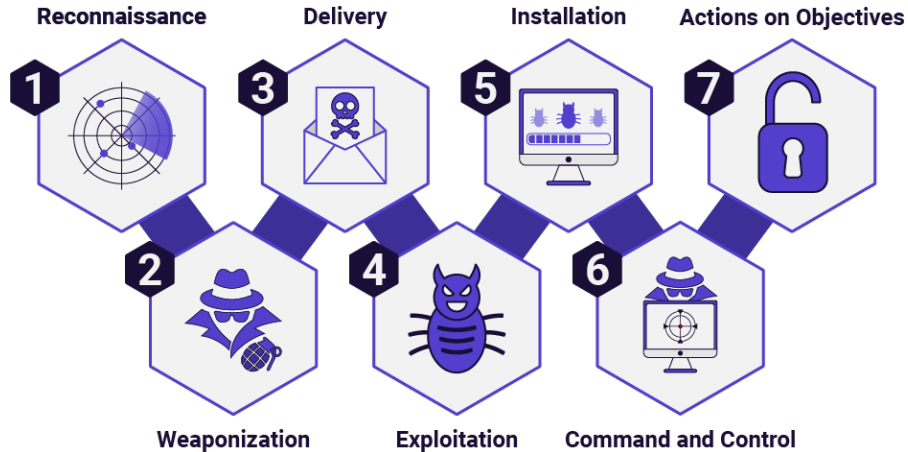 Reconnaissance
1
2
Weaponization
Delivery
3
4
Exploitation
Installation
5
6
Command and Control
Actions on Objectives
7